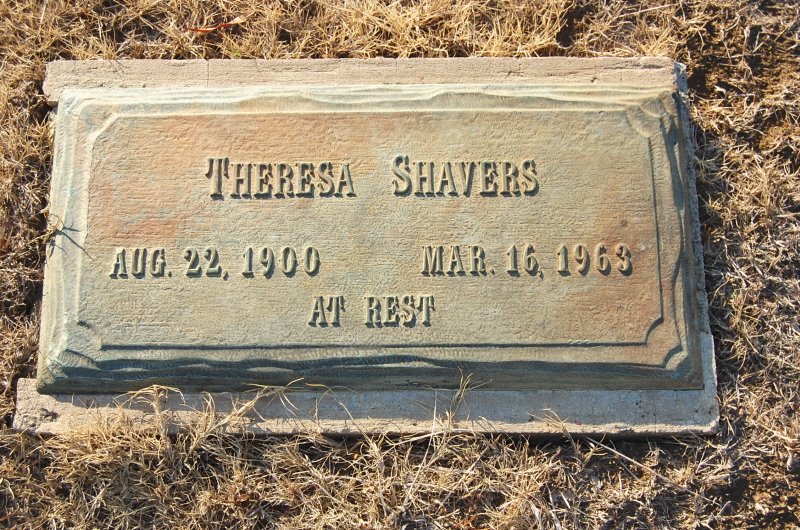 THERESA SHAVERS
AUG. 22, 1900 MAR. 16, 1963
AT REST